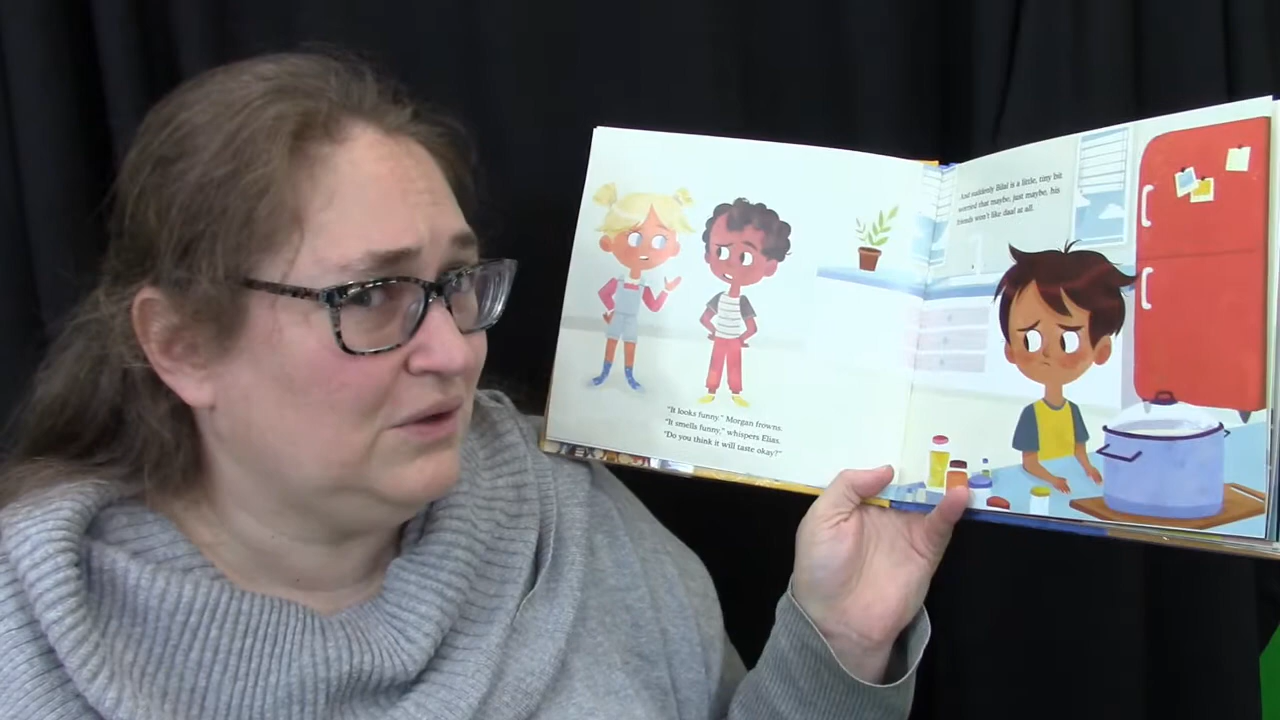 "It looks funny." Morgan frowns.
"It smells funny," whispers Elias.
"Do you think it will taste okay?"
And suddenly Bilal is a little, tiny bit
worried that maybe, just maybe, his
friends won't like daal at all.